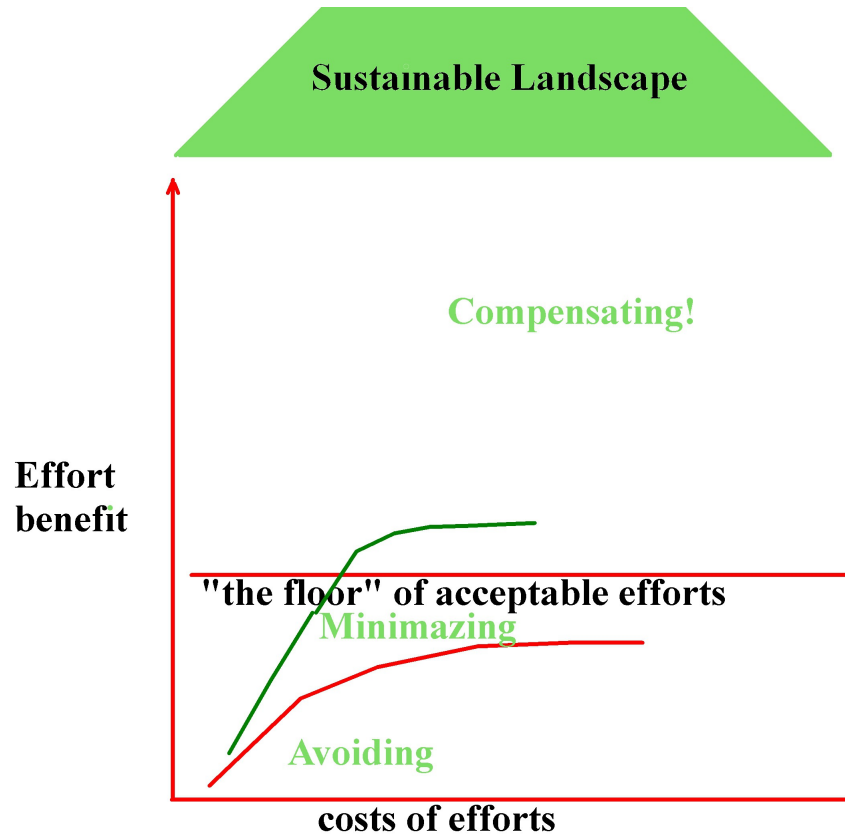 Sustainable Landscape
Compensating!
Effort
benefit
"the floor" of acceptable efforts
Minimazing
Avoiding
costs of efforts